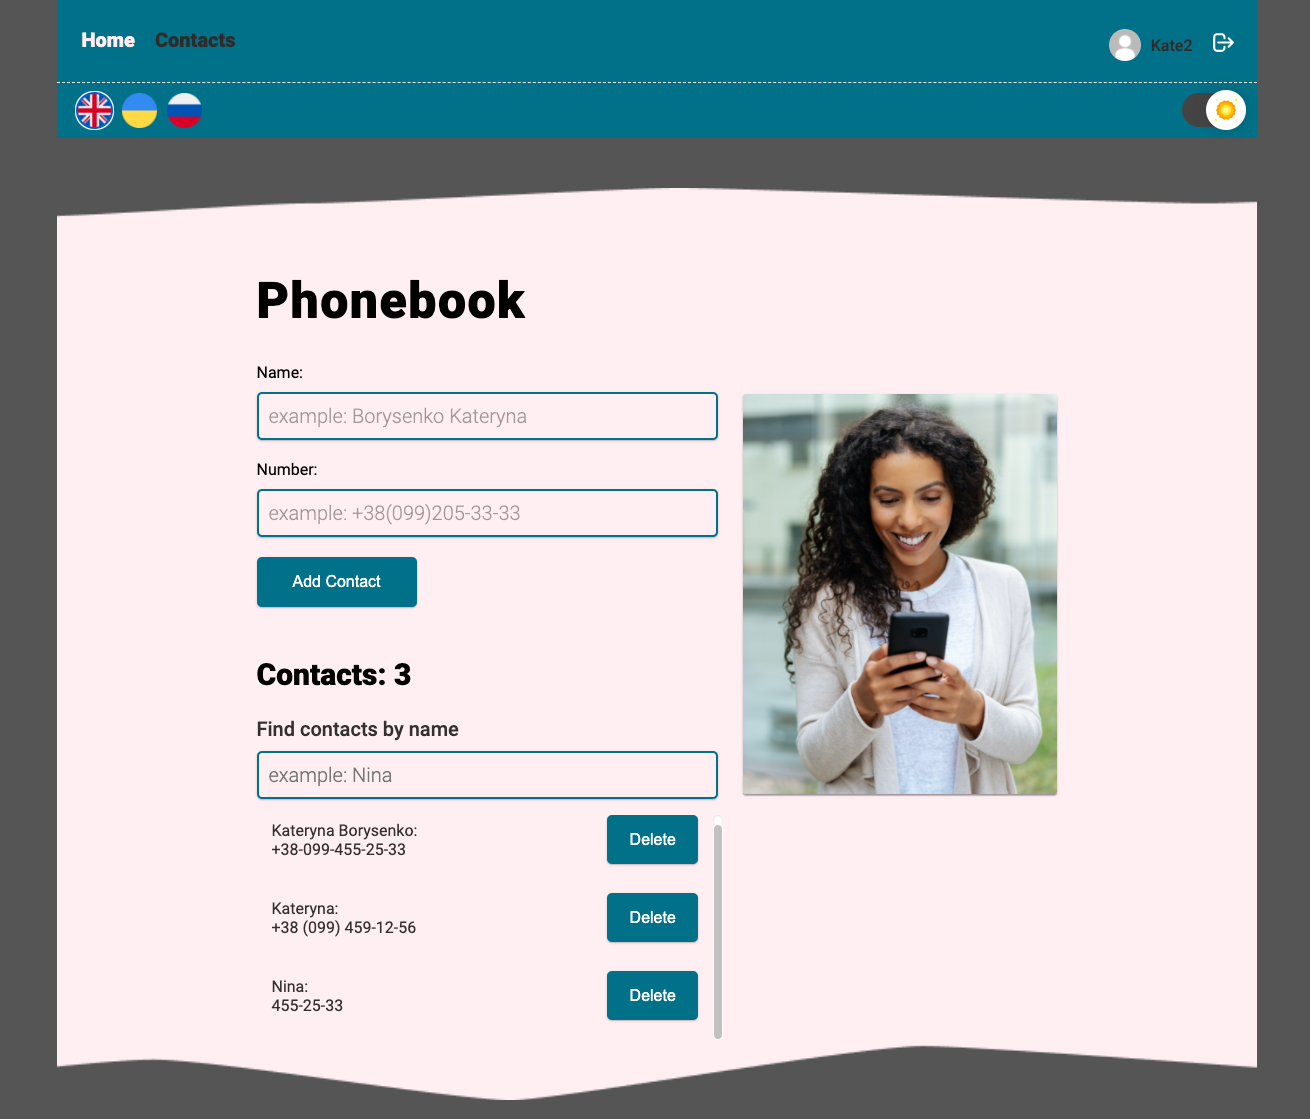 Home Contacts
Kate2
Phonebook
Name:
example: Borysenko Kateryna
Number:
example: +38(099)205-33-33
Add Contact
Contacts: 3
Find contacts by name
example: Nina
Kateryna Borysenko:
+38-099-455-25-33
Delete
Kateryna:
+38 (099) 459-12-56
Delete
Nina:
455-25-33
Delete